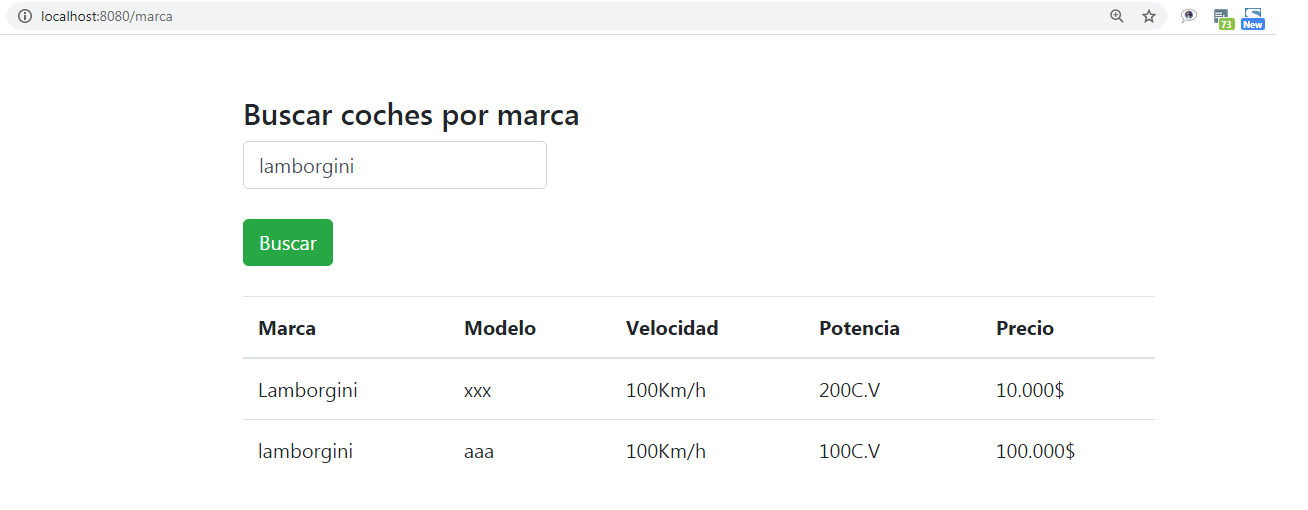 localhost:8080/marca
73
New
Buscar coches por marca
lamborgini
Buscar
Marca Modelo Velocidad Potencia Precio
Lamborgini xxx 100Km/h 200C.V 10.000$
lamborgini aaa 100Km/h 100C.V 100.000$